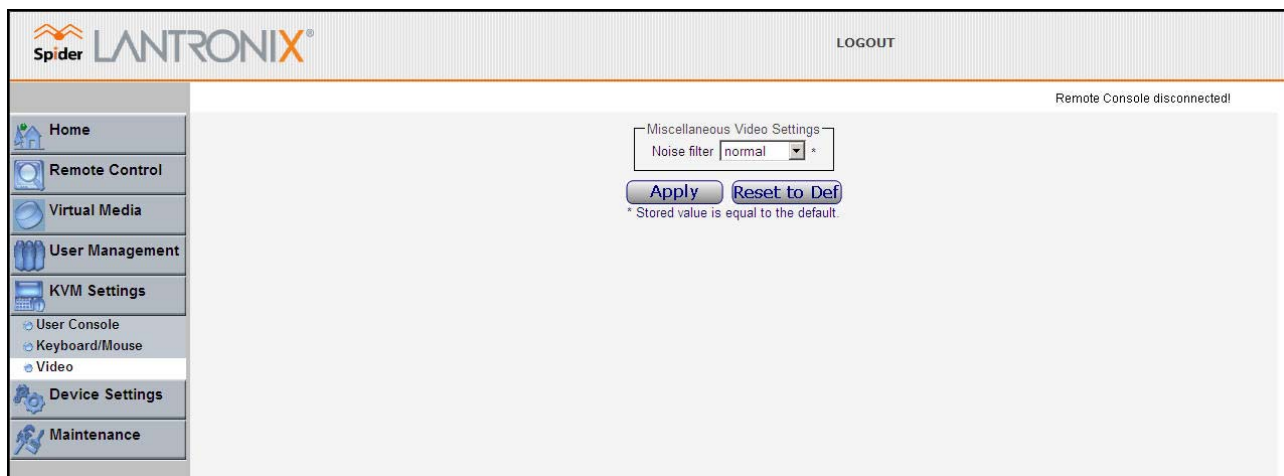 Spider LANTRONIX®
LOGOUT
Remote Console disconnected!
Home
Remote Control
Virtual Media
User Management
KVM Settings
User Console
Keyboard/Mouse
Video
Device Settings
Maintenance
Miscellaneous Video Settings
Noise filter normal *
Apply Reset to Def
* Stored value is equal to the default.